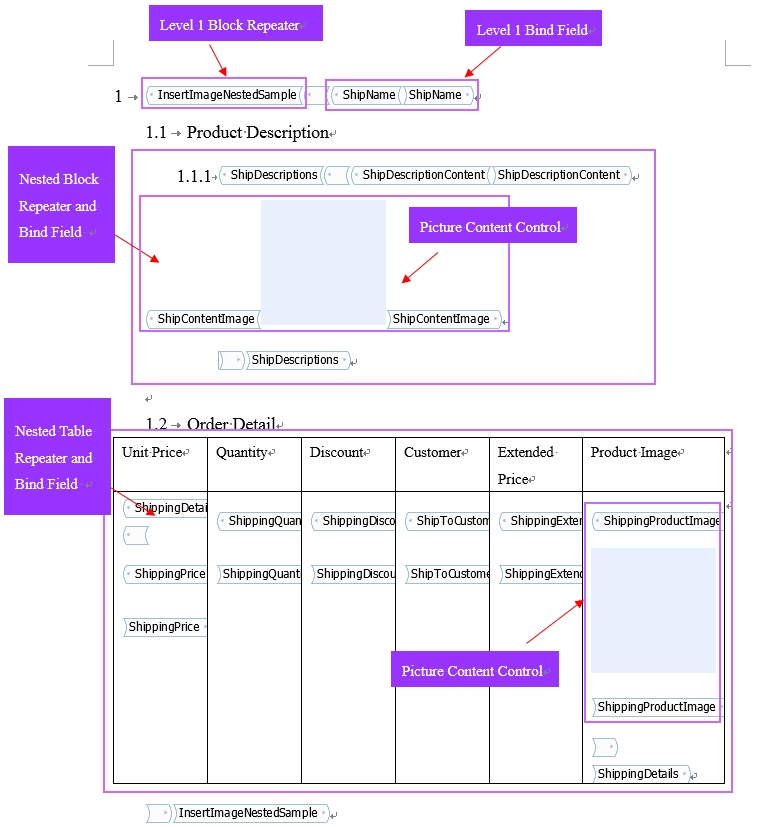 Level 1 Block Repeater
Level 1 Bind Field
1 InsertImageNestedSample ShipName ShipName
1.1 Product Description
Nested Block
Repeater and
Bind Field
1.1.1 ShipDescriptions ShipDescriptionContent ShipDescriptionContent
Picture Content Control
ShipContentImage ShipContentImage
ShipDescriptions
1.2 Order Detail
Nested Table
Repeater and
Bind Field
Unit Price Quantity Discount Customer Extended Product Image
Price
ShippingDetai
ShippingQuan ShippingDisco ShipToCustom ShippingExten ShippingProductImage
ShippingPrice ShippingQuanti ShippingDiscou ShipToCustome ShippingExtend
ShippingPrice
Picture Content Control
ShippingProductImage
ShippingDetails
InsertImageNestedSample